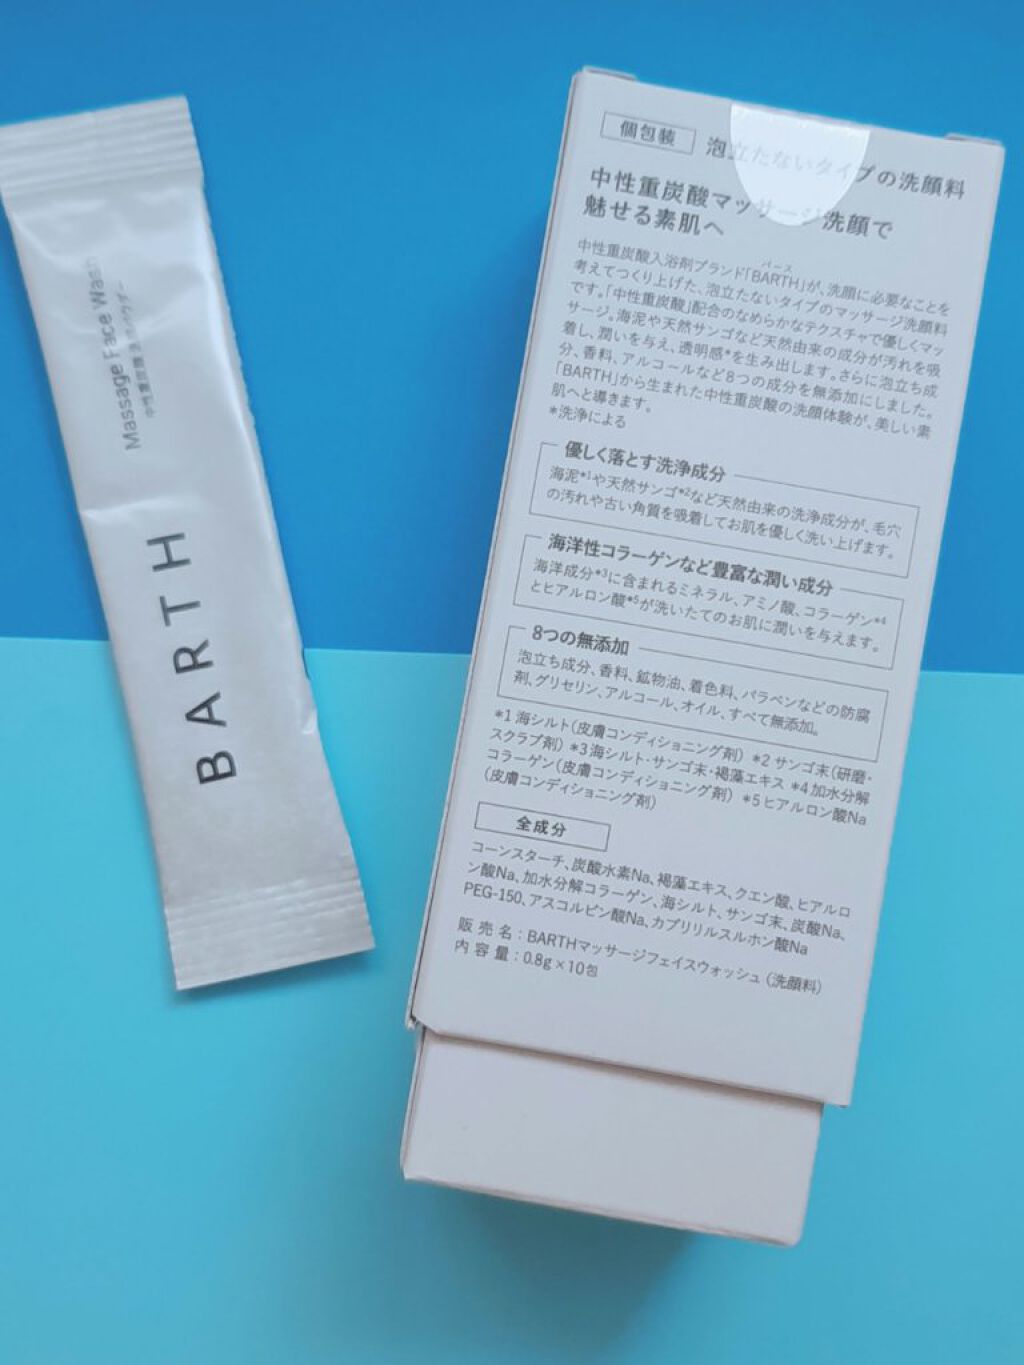 Massage Face Wash
中性重炭酸洗顔パウダー
BARTH
個包装 泡立たないタイプの洗顔料
中性重炭酸マッサージ洗顔で
魅せる素肌へ
バース
中性重炭酸入浴剤ブランド「BARTH」が、洗顔に必要なことを
考えてつくり上げた、泡立たないタイプのマッサージ洗顔料
です。「中性重炭酸」配合のなめらかなテクスチャで優しくマッ
サージ。海泥や天然サンゴなど天然由来の成分が汚れを吸
着し、潤いを与え、透明感*を生み出します。さらに泡立ち成
分、香料、アルコールなど8つの成分を無添加にしました。
「BARTH」から生まれた中性重炭酸の洗顔体験が、美しい素
肌へと導きます。
*洗浄による
優しく落とす洗浄成分
海泥*1や天然サンゴ*2など天然由来の洗浄成分が、毛穴
の汚れや古い角質を吸着してお肌を優しく洗い上げます。
海洋性コラーゲンなど豊富な潤い成分
海洋成分*3に含まれるミネラル、アミノ酸、コラーゲン*4
とヒアルロン酸*5が洗いたてのお肌に潤いを与えます。
8つの無添加
泡立ち成分、香料、鉱物油、着色料、パラベンなどの防腐
剤、グリセリン、アルコール、オイル、すべて無添加。
*1 海シルト（皮膚コンディショニング剤） *2 サンゴ末（研磨・
スクラブ剤） *3 海シルト・サンゴ末・褐藻エキス *4 加水分解
コラーゲン（皮膚コンディショニング剤） *5 ヒアルロン酸Na
（皮膚コンディショニング剤）
全成分
コーンスターチ、炭酸水素Na、褐藻エキス、クエン酸、ヒアルロ
ン酸Na、加水分解コラーゲン、海シルト、サンゴ末、炭酸Na、
PEG-150、アスコルビン酸Na、カプリリルスルホン酸Na
販売名：BARTHマッサージフェイスウォッシュ（洗顔料）
内容量：0.8g×10包